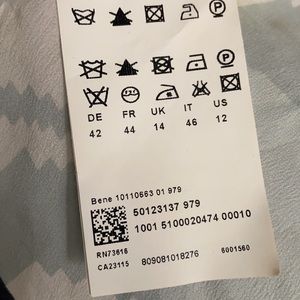 DE FR UK IT US
42 44 14 46 12
Bene 10110663 01 979
50123137 979
1001 5100020474 00010
RN73616
CA23115 809081018276 6001560